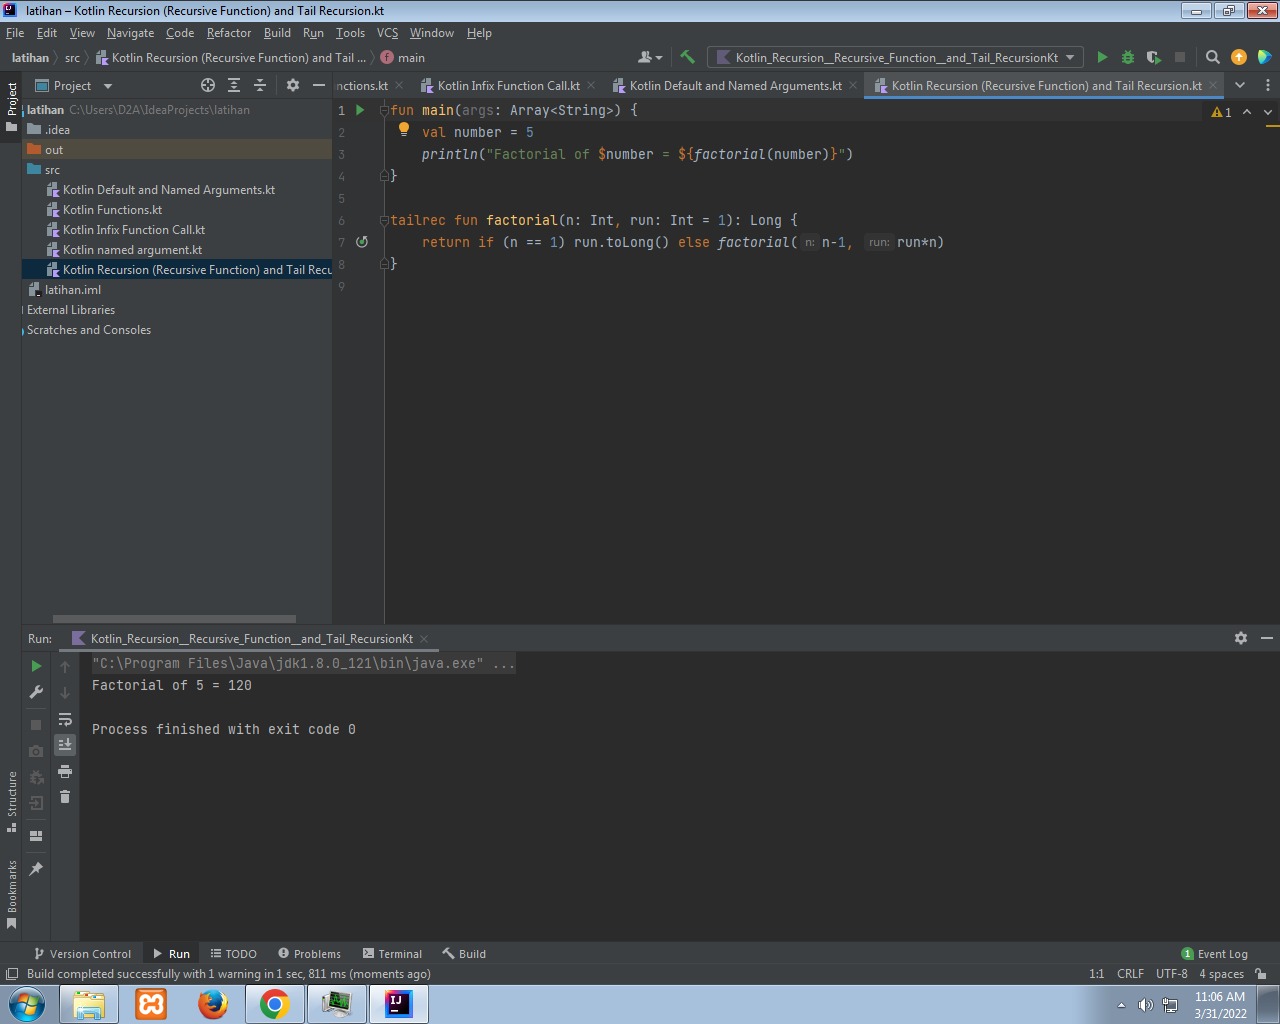 latihan – Kotlin Recursion (Recursive Function) and Tail Recursion.kt
File Edit View Navigate Code Refactor Build Run Tools VCS Window Help
latihan src Kotlin Recursion (Recursive Function) and Tail ... main
Kotlin_Recursion__Recursive_Function__and_Tail_RecursionKt
Project
nctions.kt Kotlin Infix Function Call.kt Kotlin Default and Named Arguments.kt Kotlin Recursion (Recursive Function) and Tail Recursion.kt
Project
latihan C:\Users\D2A\IdeaProjects\latihan
.idea
out
src
Kotlin Default and Named Arguments.kt
Kotlin Functions.kt
Kotlin Infix Function Call.kt
Kotlin named argument.kt
Kotlin Recursion (Recursive Function) and Tail Recu
latihan.iml
External Libraries
Scratches and Consoles
1 fun main(args: Array<String>) {
2 val number = 5
3 println("Factorial of $number = ${factorial(number)}")
4 }
5
6 tailrec fun factorial(n: Int, run: Int = 1): Long {
7 return if (n == 1) run.toLong() else factorial( n: n-1, run: run*n)
8 }
9
1
Run: Kotlin_Recursion__Recursive_Function__and_Tail_RecursionKt
"C:\Program Files\Java\jdk1.8.0_121\bin\java.exe" ...
Factorial of 5 = 120
Process finished with exit code 0
Structure
Bookmarks
Version Control Run TODO Problems Terminal Build
1 Event Log
Build completed successfully with 1 warning in 1 sec, 811 ms (moments ago)
1:1 CRLF UTF-8 4 spaces
IJ
11:06 AM
3/31/2022